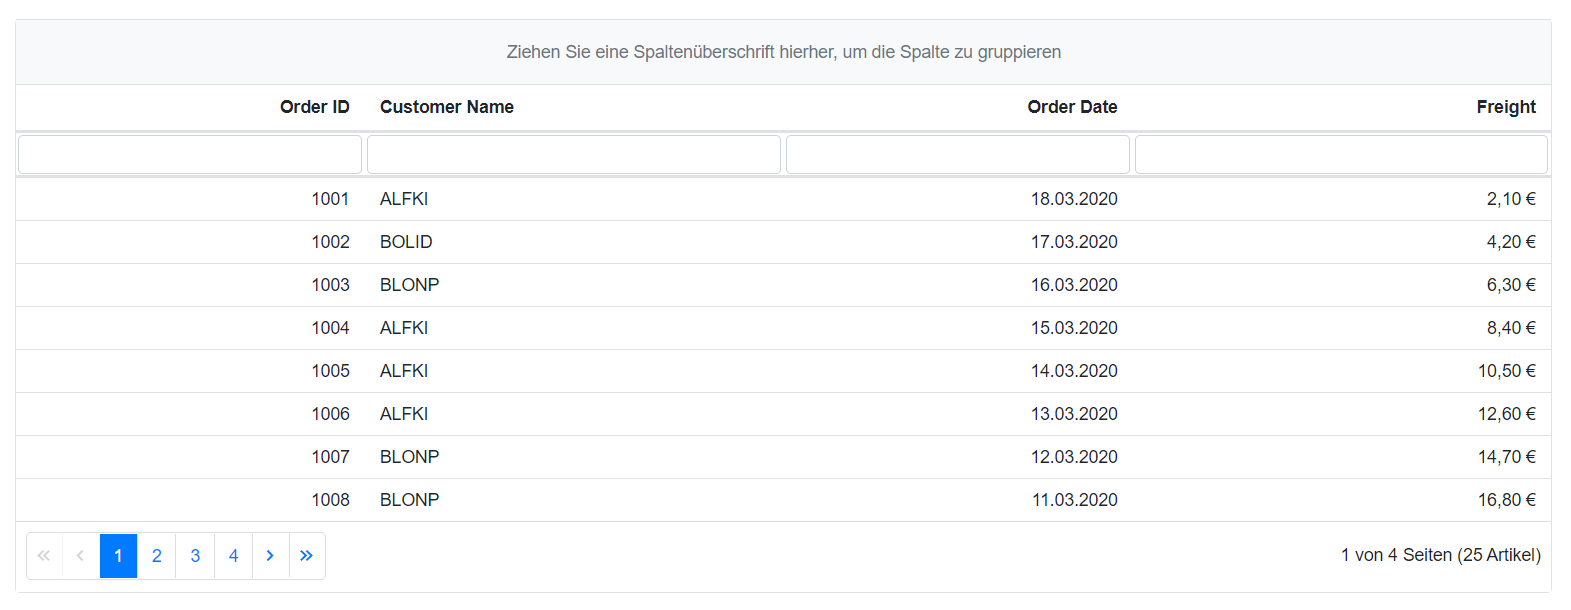 Ziehen Sie eine Spaltenüberschrift hierher, um die Spalte zu gruppieren
Order ID Customer Name Order Date Freight
1001 ALFKI 18.03.2020 2,10 €
1002 BOLID 17.03.2020 4,20 €
1003 BLONP 16.03.2020 6,30 €
1004 ALFKI 15.03.2020 8,40 €
1005 ALFKI 14.03.2020 10,50 €
1006 ALFKI 13.03.2020 12,60 €
1007 BLONP 12.03.2020 14,70 €
1008 BLONP 11.03.2020 16,80 €
1 2 3 4 1 von 4 Seiten (25 Artikel)